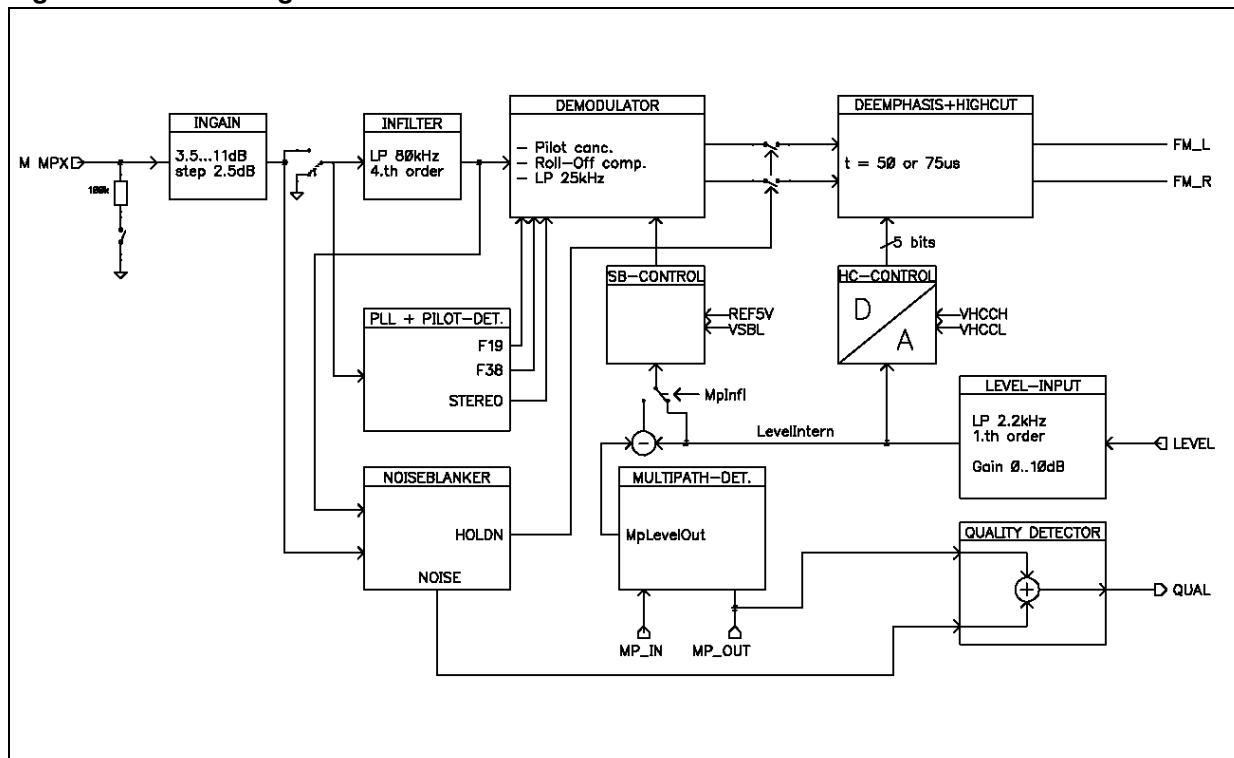 INGAIN
3.5...11dB
step 2.5dB
M MPX
100k
INFILTER
LP 80kHz
4.th order
DEMODULATOR
– Pilot canc.
– Roll-Off comp.
– LP 25kHz
DEEMPHASIS+HIGHCUT
t = 50 or 75us
FM_L
FM_R
5 bits
SB-CONTROL
REF5V
VSBL
HC-CONTROL
D
A
VHCCH
VHCCL
PLL + PILOT-DET.
F19
F38
STEREO
MpInfl
LevelIntern
LEVEL-INPUT
LP 2.2kHz
1.th order
Gain 0..10dB
LEVEL
NOISEBLANKER
HOLDN
NOISE
MULTIPATH-DET.
MpLevelOut
MP_IN
MP_OUT
QUALITY DETECTOR
QUAL